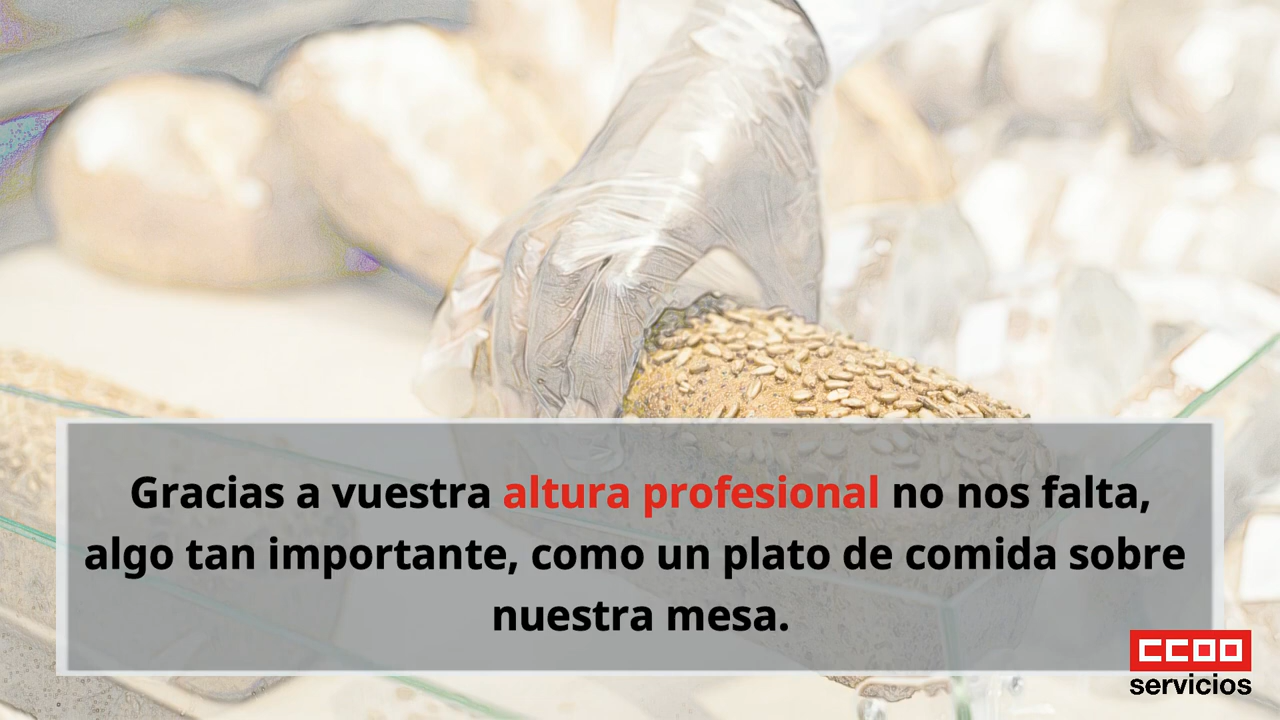 Gracias a vuestra altura profesional no nos falta,
algo tan importante, como un plato de comida sobre
nuestra mesa.
CCOO
servicios